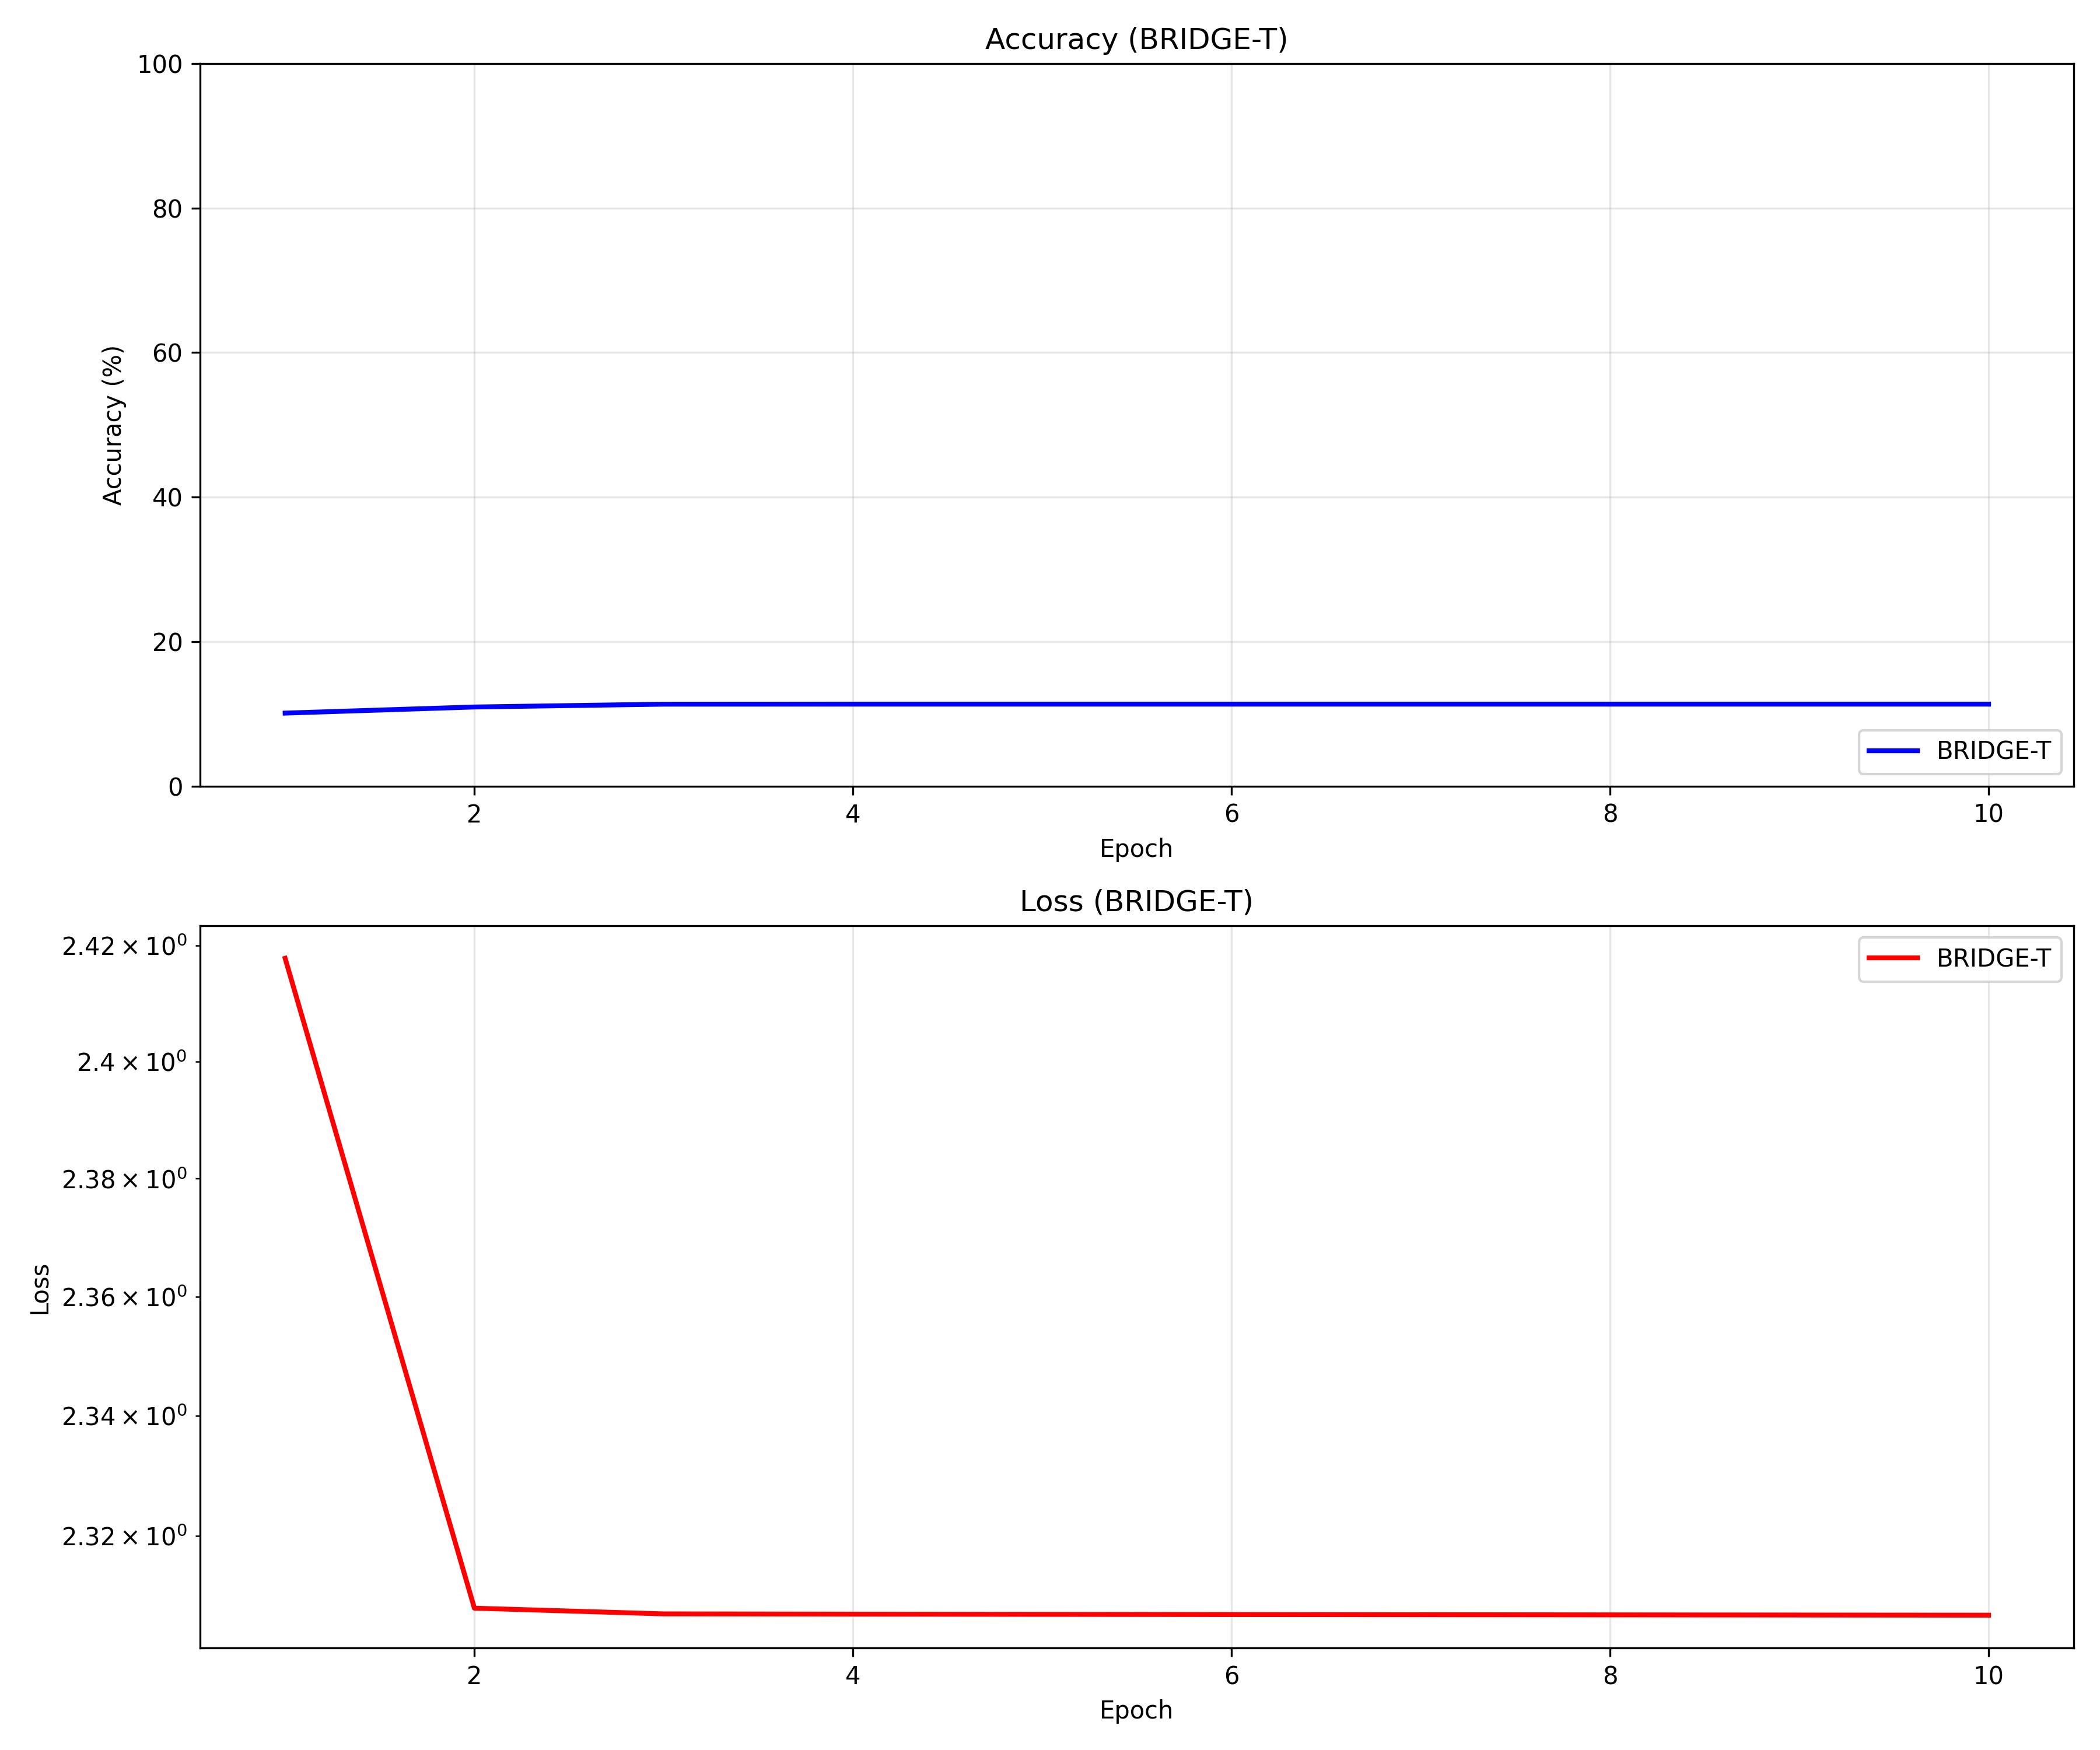 Accuracy (BRIDGE-T)
100
80
60
40
20
0
Accuracy (%)
2 4 6 8 10
Epoch
BRIDGE-T
Loss (BRIDGE-T)
2.42 × 10⁰
2.4 × 10⁰
2.38 × 10⁰
2.36 × 10⁰
2.34 × 10⁰
2.32 × 10⁰
Loss
2 4 6 8 10
Epoch
BRIDGE-T